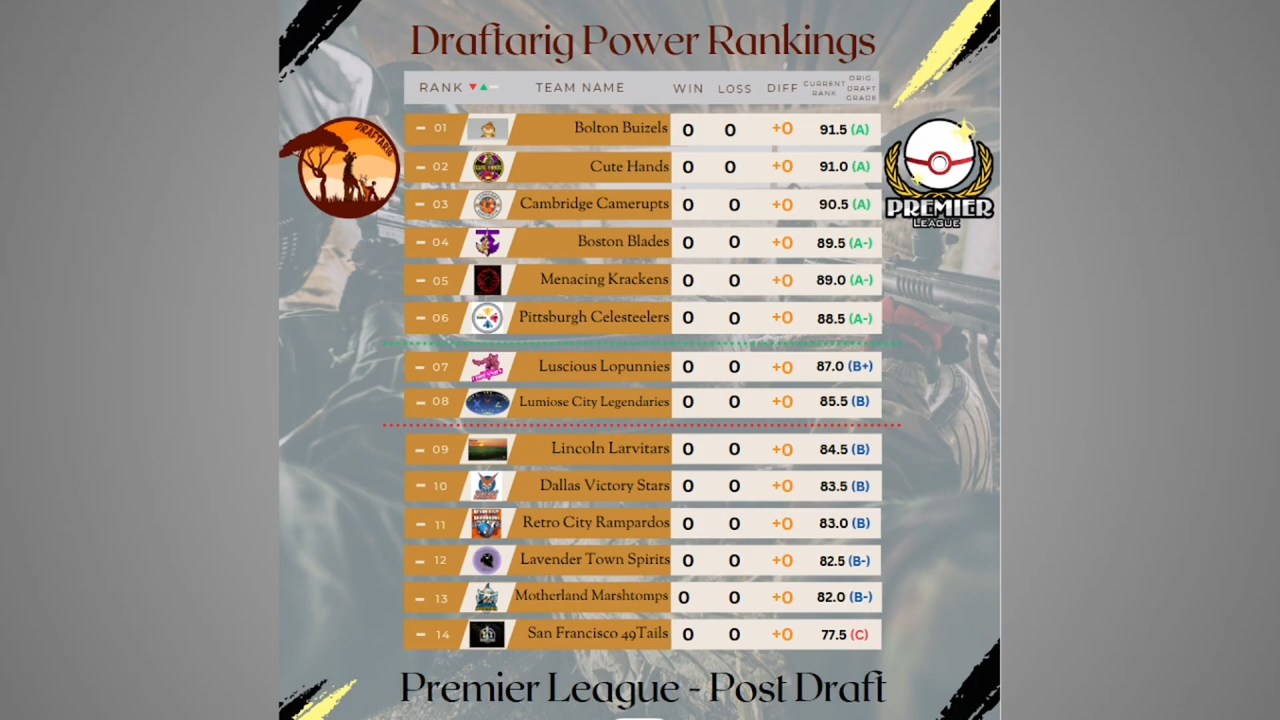 Draftarig Power Rankings
RANK TEAM NAME WIN LOSS DIFF CURRENT RANK ORIG. DRAFT GRADE
01 Bolton Buizels 0 0 +0 91.5 (A)
02 CUTE HANDS Cute Hands 0 0 +0 91.0 (A)
03 Cambridge Camerupts 0 0 +0 90.5 (A)
04 Boston Blades 0 0 +0 89.5 (A-)
05 Menacing Krackens 0 0 +0 89.0 (A-)
06 Pittsburgh Celesteelers 0 0 +0 88.5 (A-)
07 Luscious Lopunnies 0 0 +0 87.0 (B+)
08 Lumiose City Legendaries 0 0 +0 85.5 (B)
09 Lincoln Larvitars 0 0 +0 84.5 (B)
10 Dallas Victory Stars 0 0 +0 83.5 (B)
11 Retro City Rampardos 0 0 +0 83.0 (B)
12 Lavender Town Spirits 0 0 +0 82.5 (B-)
13 Motherland Marshtomps 0 0 +0 82.0 (B-)
14 San Francisco 49Tails 0 0 +0 77.5 (C)
DRAFTARIG
PREMIER
LEAGUE
Premier League - Post Draft